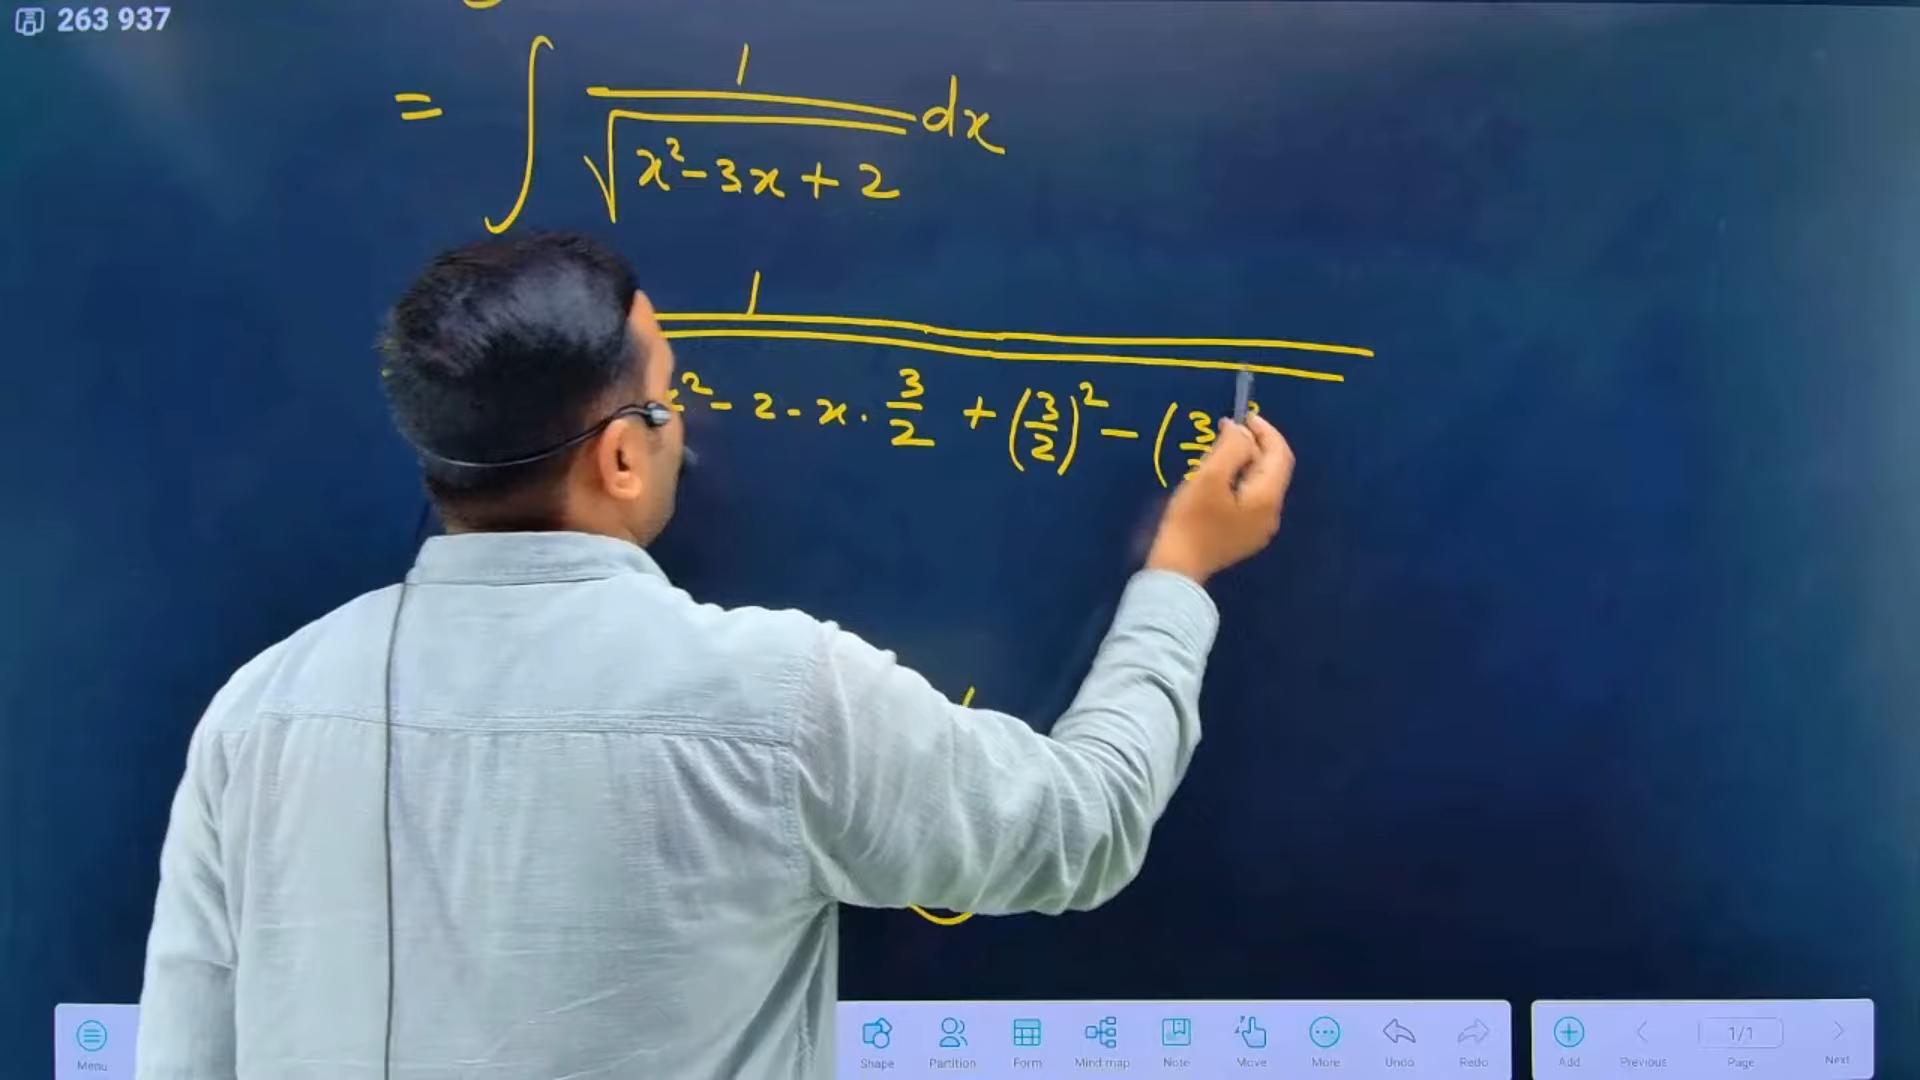 263 937
= ∫ 1/√(x² - 3x + 2) dx
1
x² - 2 - x · 3/2 + (3/2)² - (3/2
Menu
Shape Partition Form Mind map Note Move More Undo Redo Add Previous 1/1 Page Next